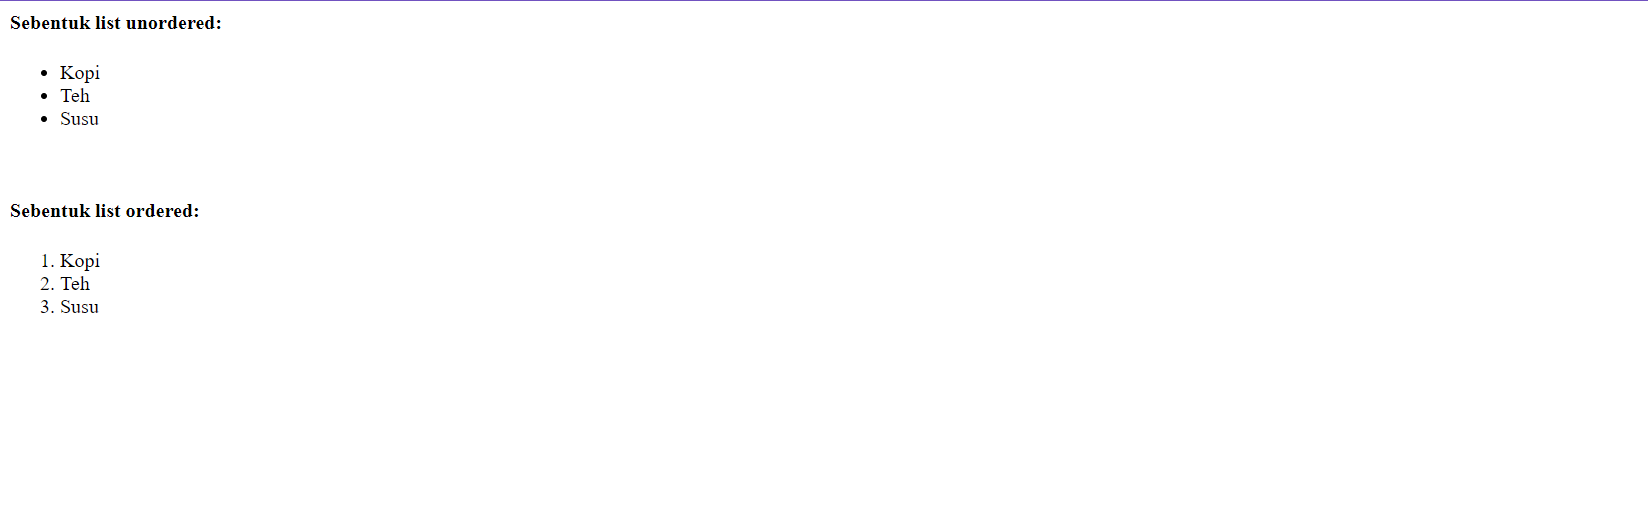 Sebentuk list unordered:
• Kopi
• Teh
• Susu
Sebentuk list ordered:
1. Kopi
2. Teh
3. Susu